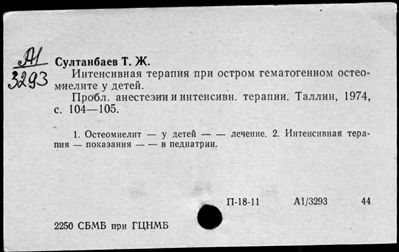 А1
3293
Султанбаев Т. Ж.
Интенсивная терапия при остром гематогенном остео-
миелите у детей.
Пробл. анестезии и интенсивн. терапии. Таллин, 1974,
с. 104—105.
1. Остеомиелит — у детей — — лечение. 2. Интенсивная тера-
пия — показания — — в педиатрии.
П-18-11 А1/3293 44
2250 СБМБ при ГЦНМБ